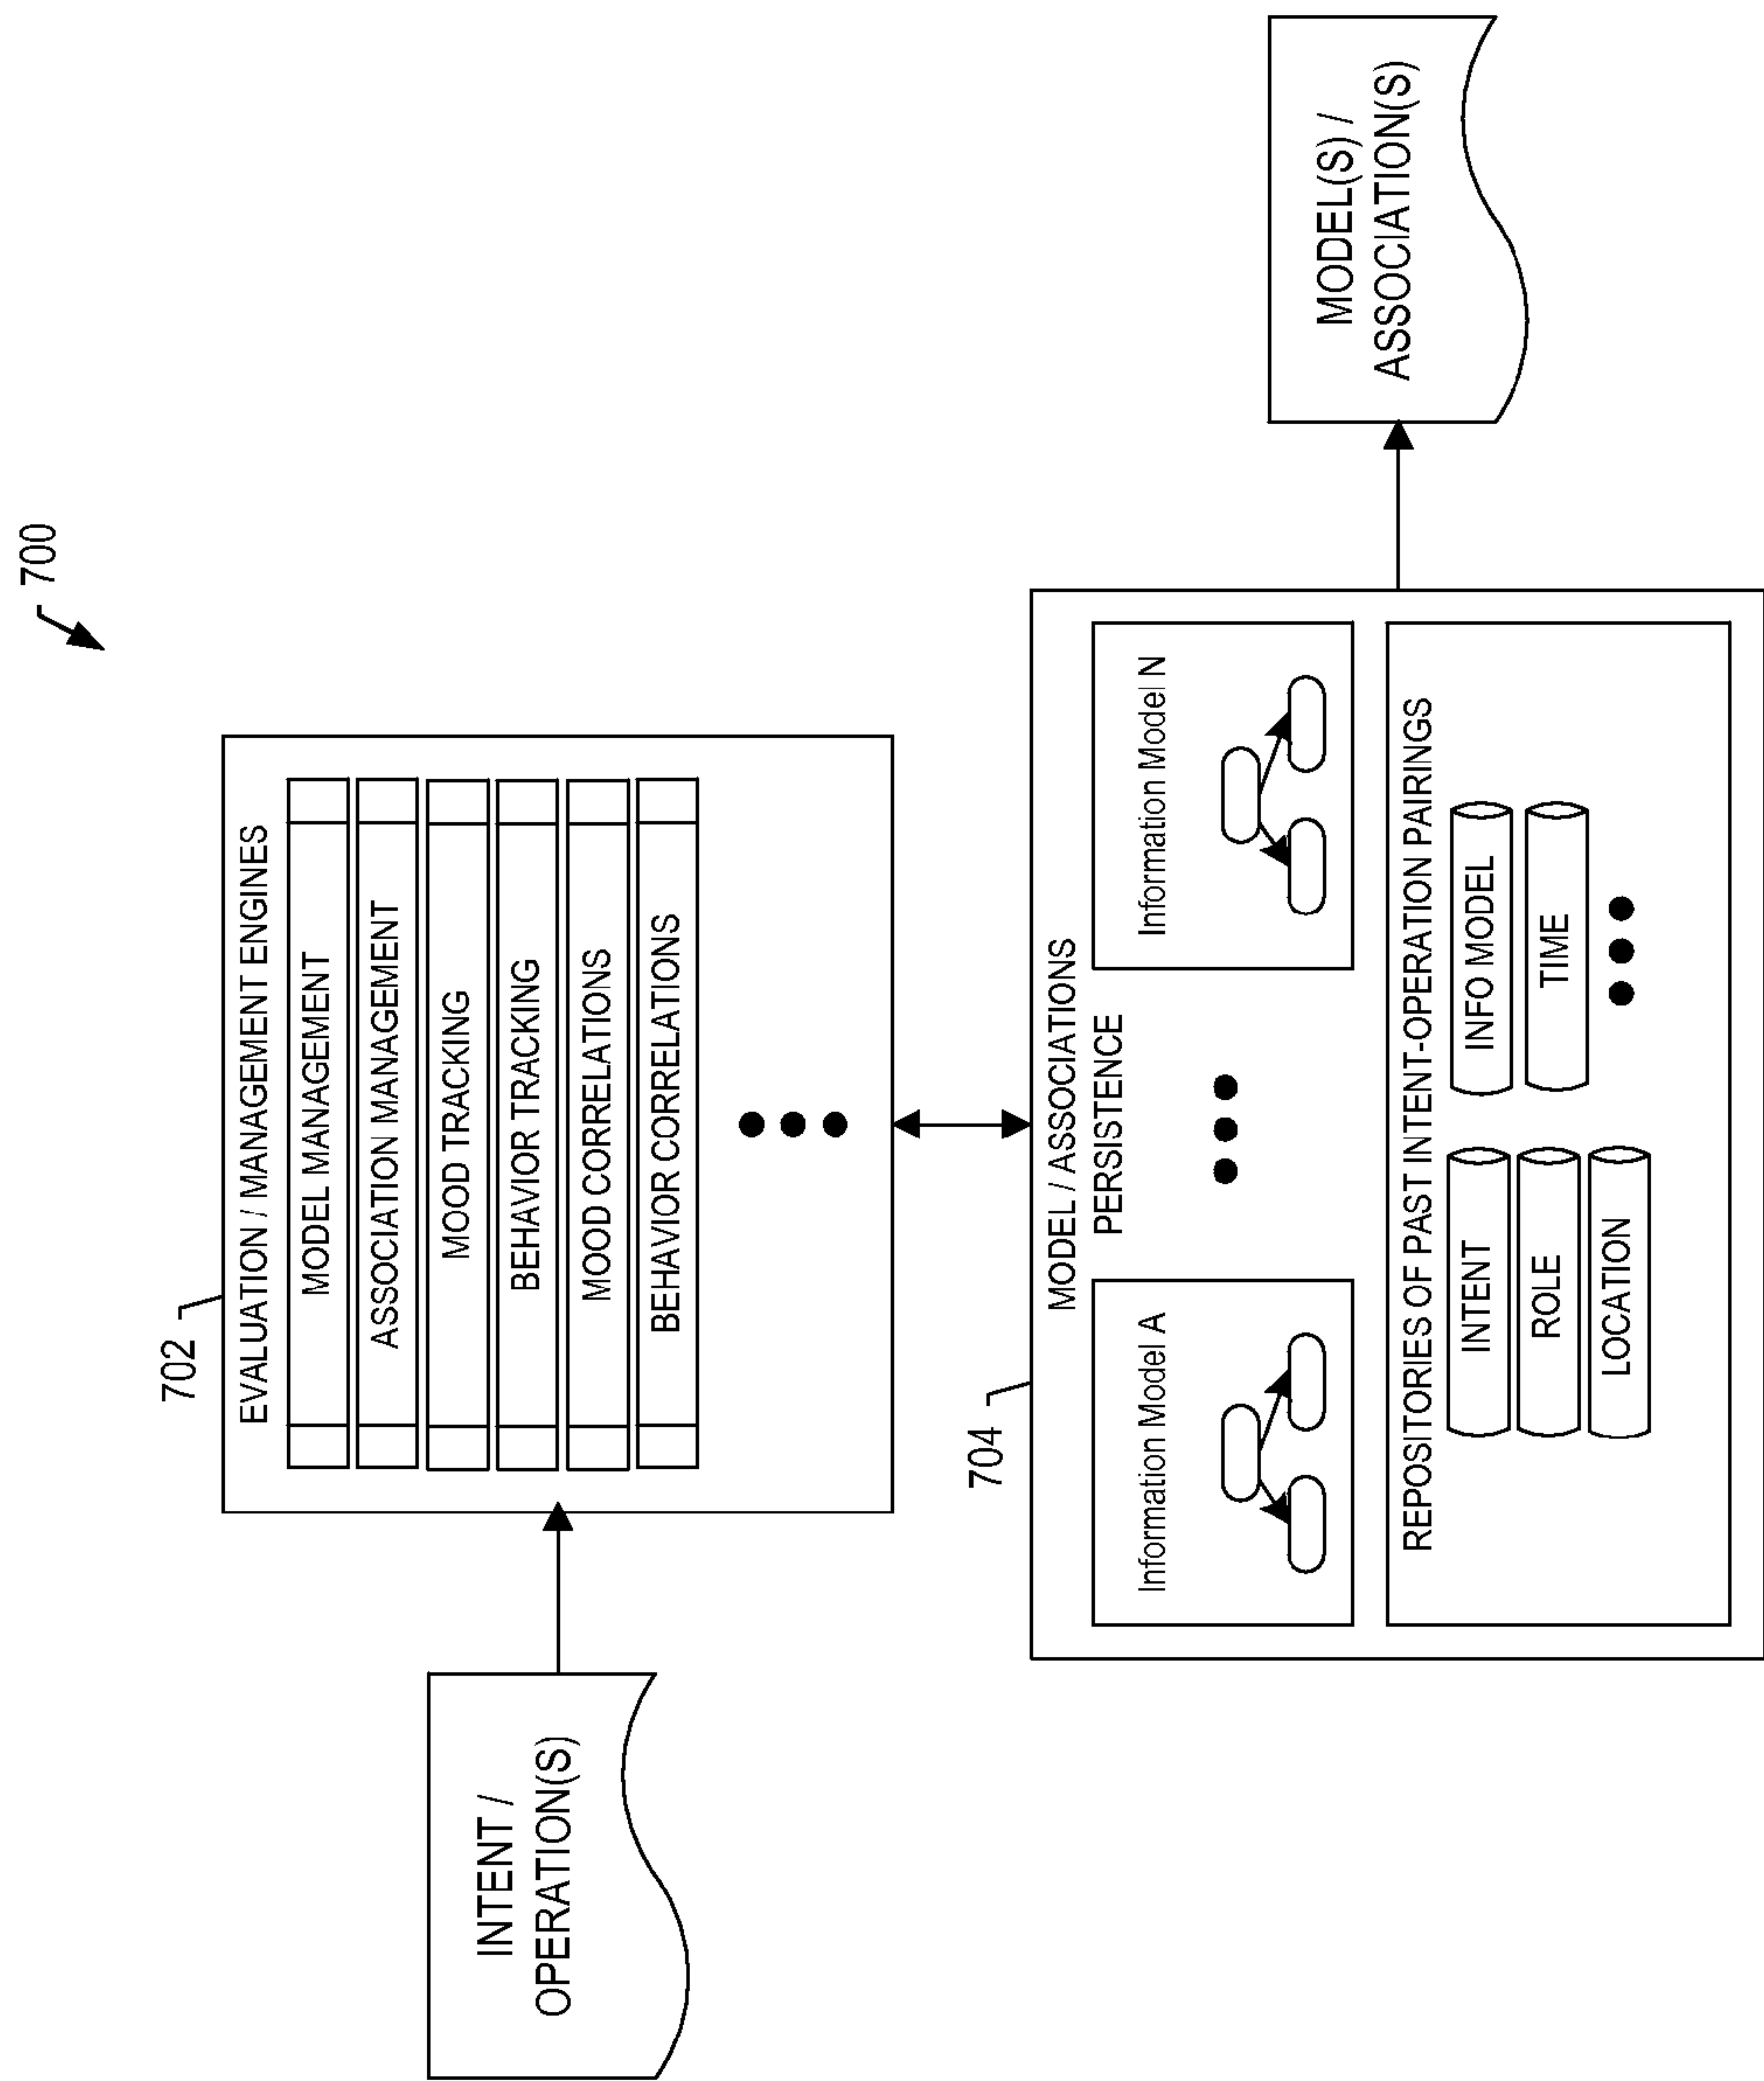 700
702
EVALUATION / MANAGEMENT ENGINES
MODEL MANAGEMENT
ASSOCIATION MANAGEMENT
MOOD TRACKING
BEHAVIOR TRACKING
MOOD CORRELATIONS
BEHAVIOR CORRELATIONS
INTENT /
OPERATION(S)
704
MODEL / ASSOCIATIONS
PERSISTENCE
Information Model A
Information Model N
REPOSITORIES OF PAST INTENT-OPERATION PAIRINGS
INTENT
ROLE
LOCATION
INFO MODEL
TIME
MODEL(S) /
ASSOCIATION(S)